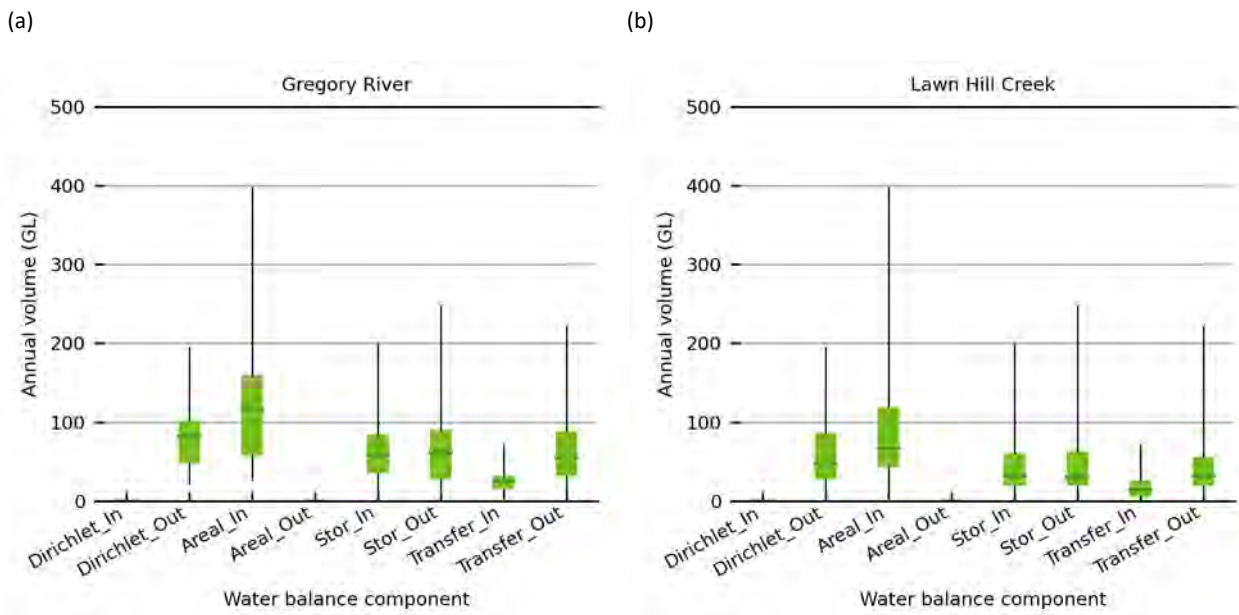 (a)
Gregory River
500
400
300
200
100
0
Annual volume (GL)
Dirichlet_In
Dirichlet_Out
Areal_In
Areal_Out
Stor_In
Stor_Out
Transfer_In
Transfer_Out
Water balance component
(b)
Lawn Hill Creek
500
400
300
200
100
0
Annual volume (GL)
Dirichlet_In
Dirichlet_Out
Areal_In
Areal_Out
Stor_In
Stor_Out
Transfer_In
Transfer_Out
Water balance component